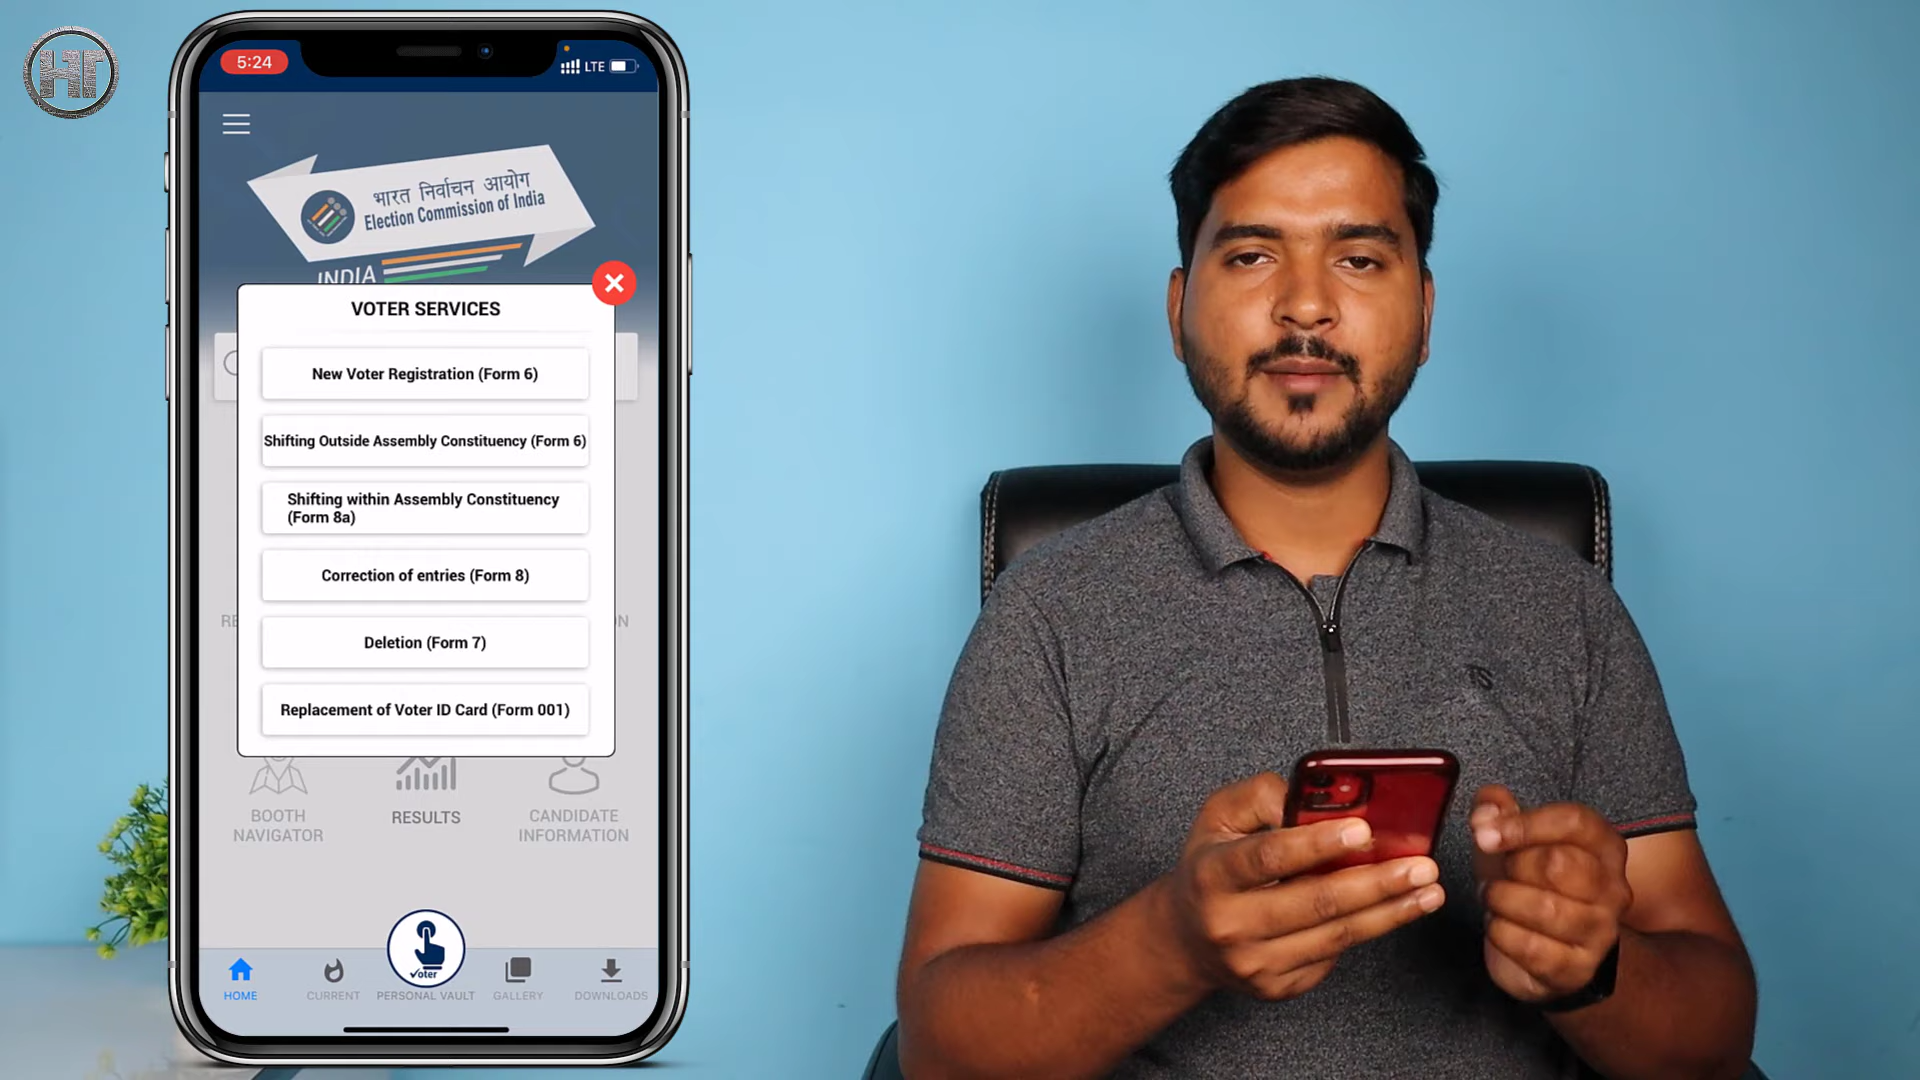 HT
5:24
LTE
भारत निर्वाचन आयोग
Election Commission of India
INDIA
VOTER SERVICES
New Voter Registration (Form 6)
Shifting Outside Assembly Constituency (Form 6)
Shifting within Assembly Constituency
(Form 8a)
Correction of entries (Form 8)
Deletion (Form 7)
Replacement of Voter ID Card (Form 001)
BOOTH
NAVIGATOR
RESULTS
CANDIDATE
INFORMATION
Voter
HOME
CURRENT
PERSONAL VAULT
GALLERY
DOWNLOADS